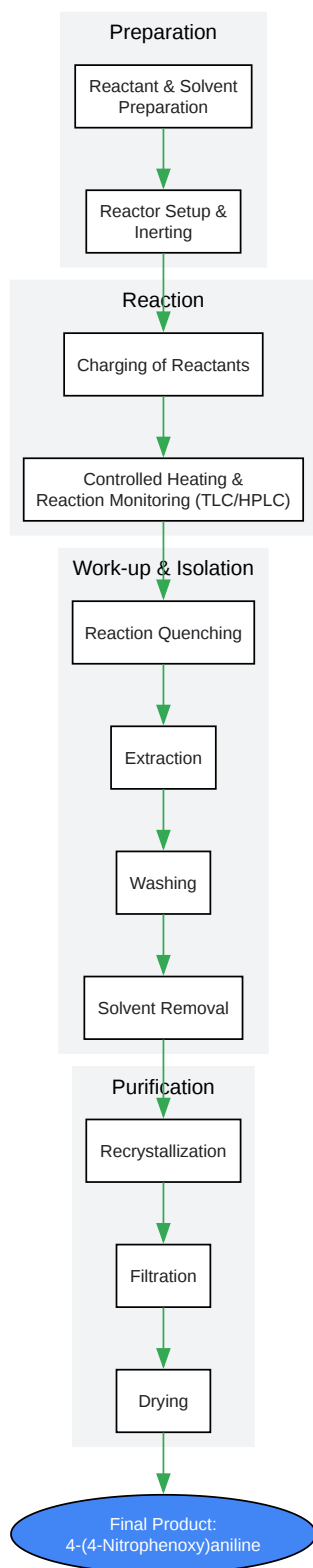 Preparation
Reactant & Solvent
Preparation
Reactor Setup &
Inerting
Reaction
Charging of Reactants
Controlled Heating &
Reaction Monitoring (TLC/HPLC)
Work-up & Isolation
Reaction Quenching
Extraction
Washing
Solvent Removal
Purification
Recrystallization
Filtration
Drying
Final Product:
4-(4-Nitrophenoxy)aniline